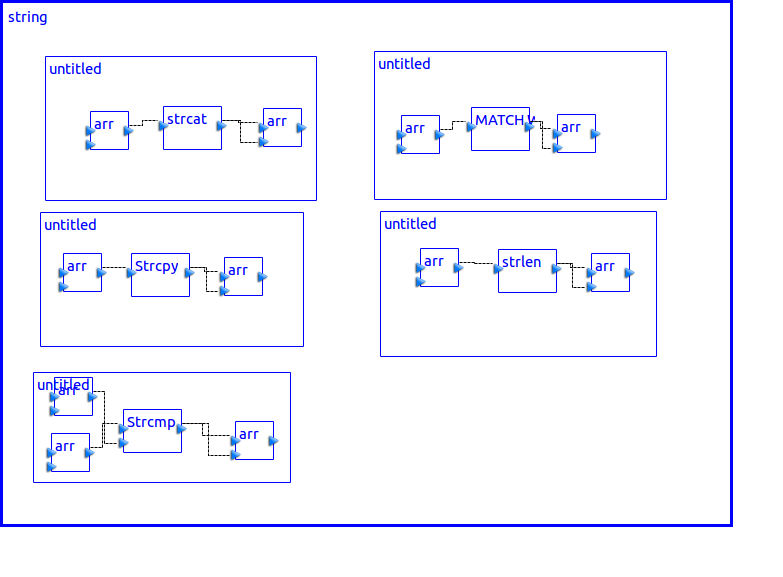 string
untitled
arr
strcat
arr
untitled
arr
MATCH
arr
untitled
arr
Strcpy
arr
untitled
arr
strlen
arr
untitled
arr
arr
Strcmp
arr